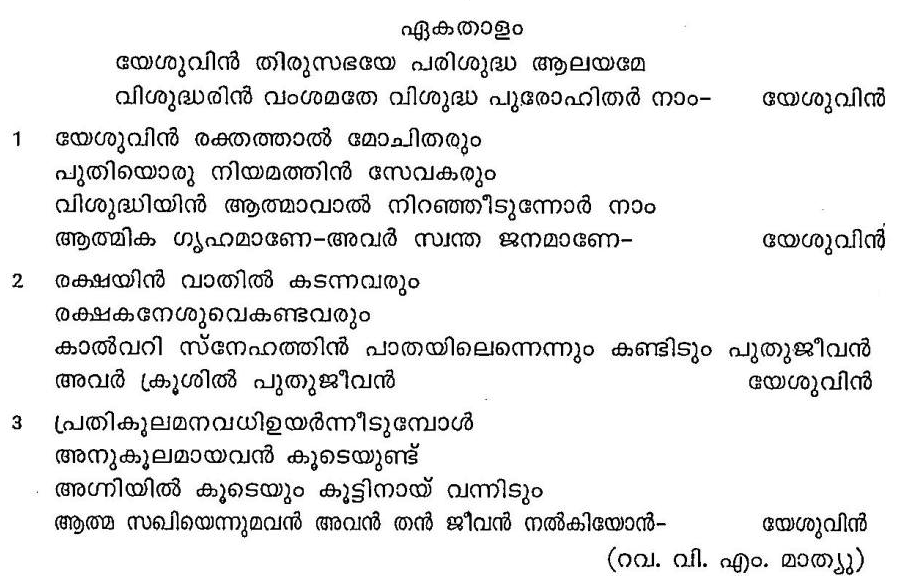 ഏകതാളം
യേശുവിൻ തിരുസഭയേ പരിശുദ്ധ ആലയമേ
വിശുദ്ധരിൻ വംശമതേ വിശുദ്ധ പുരോഹിതർ നാം– യേശുവിൻ
1 യേശുവിൻ രക്തത്താൽ മോചിതരും
പുതിയൊരു നിയമത്തിൻ സേവകരും
വിശുദ്ധിയിൻ ആത്മാവാൽ നിറഞ്ഞീടുന്നോർ നാം
ആത്മിക ഗൃഹമാണേ–അവർ സ്വന്ത ജനമാണേ– യേശുവിൻ
2 രക്ഷയിൻ വാതിൽ കടന്നവരും
രക്ഷകനേശുവെകണ്ടവരും
കാൽവറി സ്നേഹത്തിൻ പാതയിലെന്നെന്നും കണ്ടിടും പുതുജീവൻ
അവർ ക്രൂശിൽ പുതുജീവൻ യേശുവിൻ
3 പ്രതികൂലമനവധിഉയർന്നീടുമ്പോൾ
അനുകൂലമായവൻ കൂടെയുണ്ട്
അഗ്നിയിൽ കൂടെയും കൂട്ടിനായ് വന്നിടും
ആത്മ സഖിയെന്നുമവൻ അവൻ തൻ ജീവൻ നൽകിയോൻ– യേശുവിൻ
(റവ. വി. എം. മാത്യു)